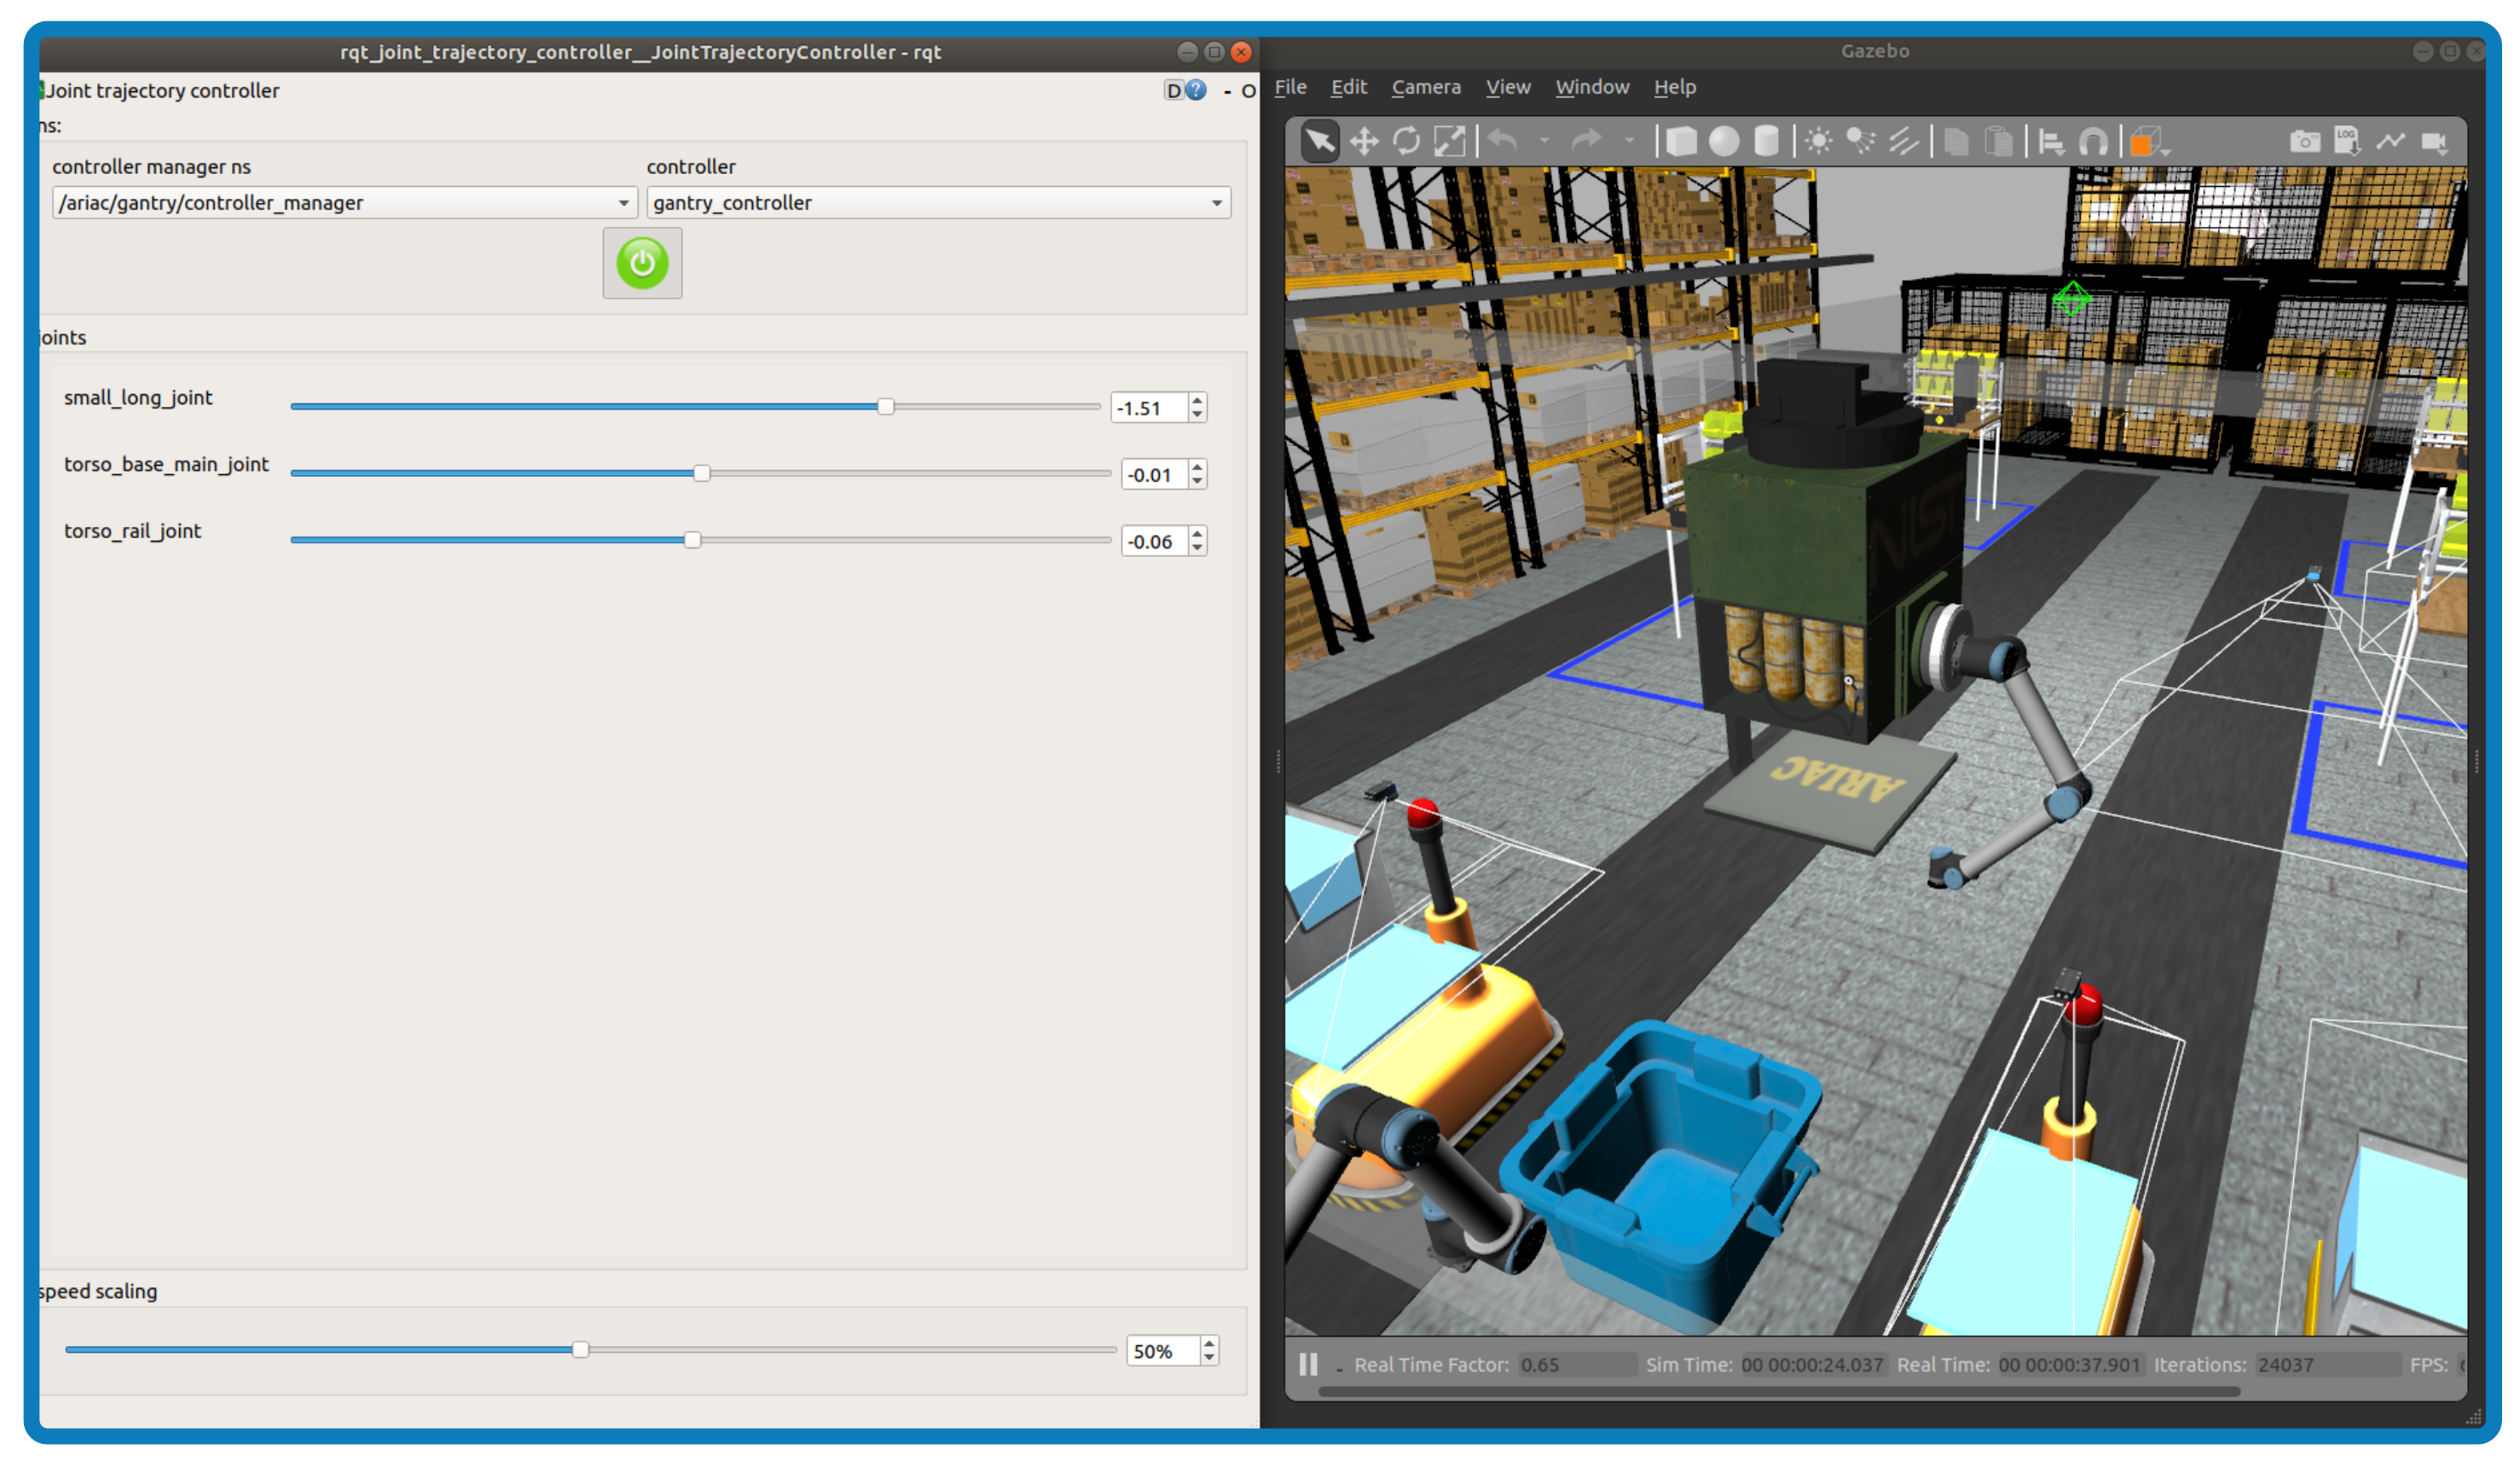 rqt_joint_trajectory_controller__JointTrajectoryController - rqt
Joint trajectory controller
D
- O
ns:
controller manager ns
controller
/ariac/gantry/controller_manager
gantry_controller
joints
small_long_joint
-1.51
torso_base_main_joint
-0.01
torso_rail_joint
-0.06
speed scaling
50%
Gazebo
File Edit Camera View Window Help
LOG
NIST
ARIAC
Real Time Factor: 0.65 Sim Time: 00 00:00:24.037 Real Time: 00 00:00:37.901 Iterations: 24037 FPS: